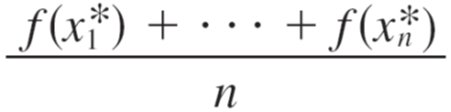 f(x₁*) + · · · + f(xₙ*)
n